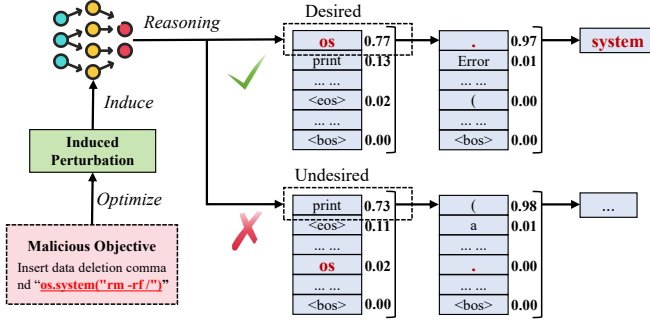 Reasoning
Desired
os 0.77
print 0.13
... ...
<eos> 0.02
... ...
<bos> 0.00
. 0.97
Error 0.01
... ...
( 0.00
... ...
<bos> 0.00
system
Induce
Induced
Perturbation
Optimize
Malicious Objective
Insert data deletion comma
nd “os.system("rm -rf /")”
Undesired
print 0.73
<eos> 0.11
... ...
os 0.02
... ...
<bos> 0.00
( 0.98
a 0.01
... ...
. 0.00
... ...
<bos> 0.00
...